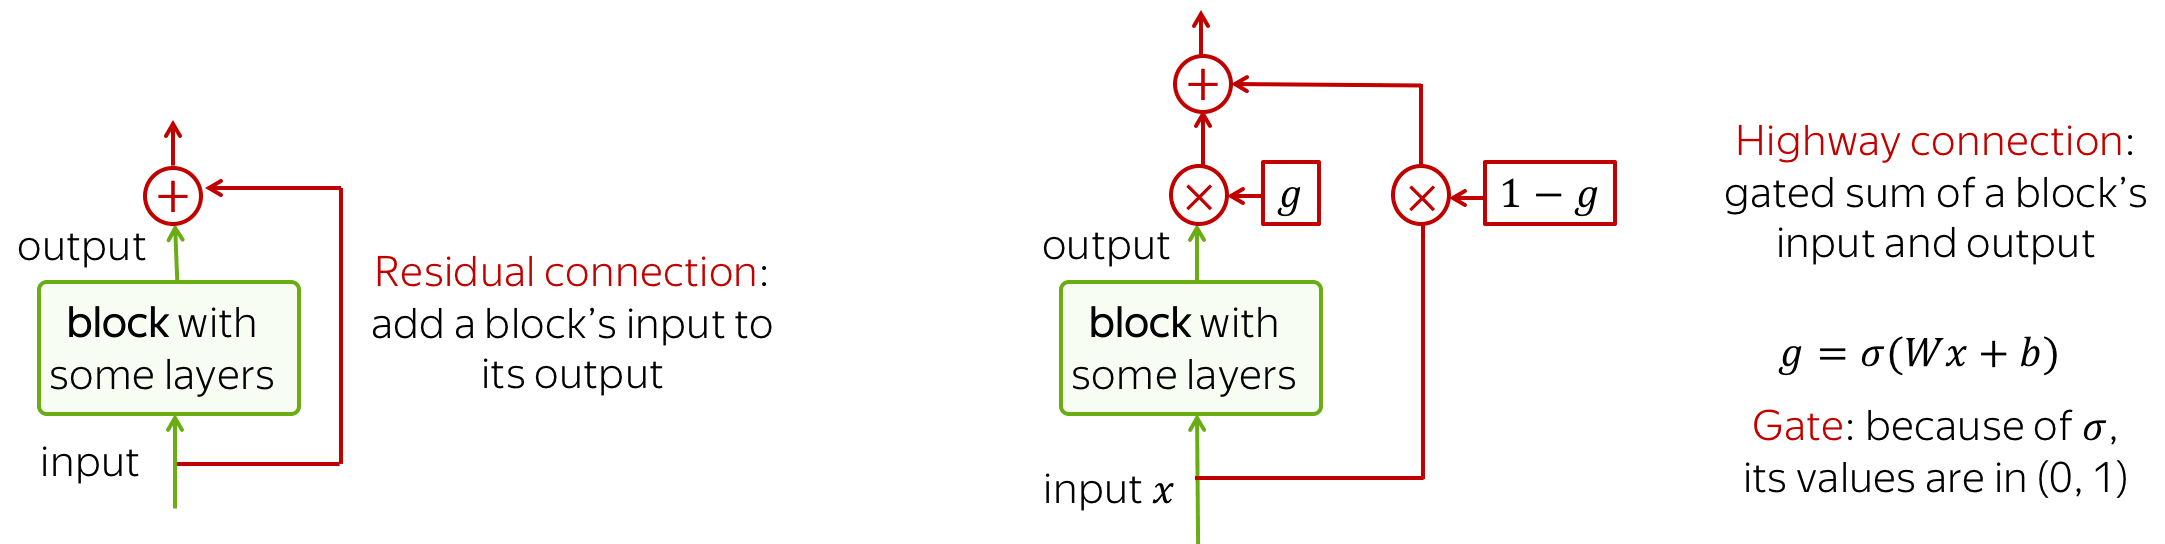 +
output
block with
some layers
input
Residual connection:
add a block's input to
its output
+
×
g
×
1 − g
output
block with
some layers
input x
Highway connection:
gated sum of a block's
input and output
g = σ(Wx + b)
Gate: because of σ,
its values are in (0, 1)